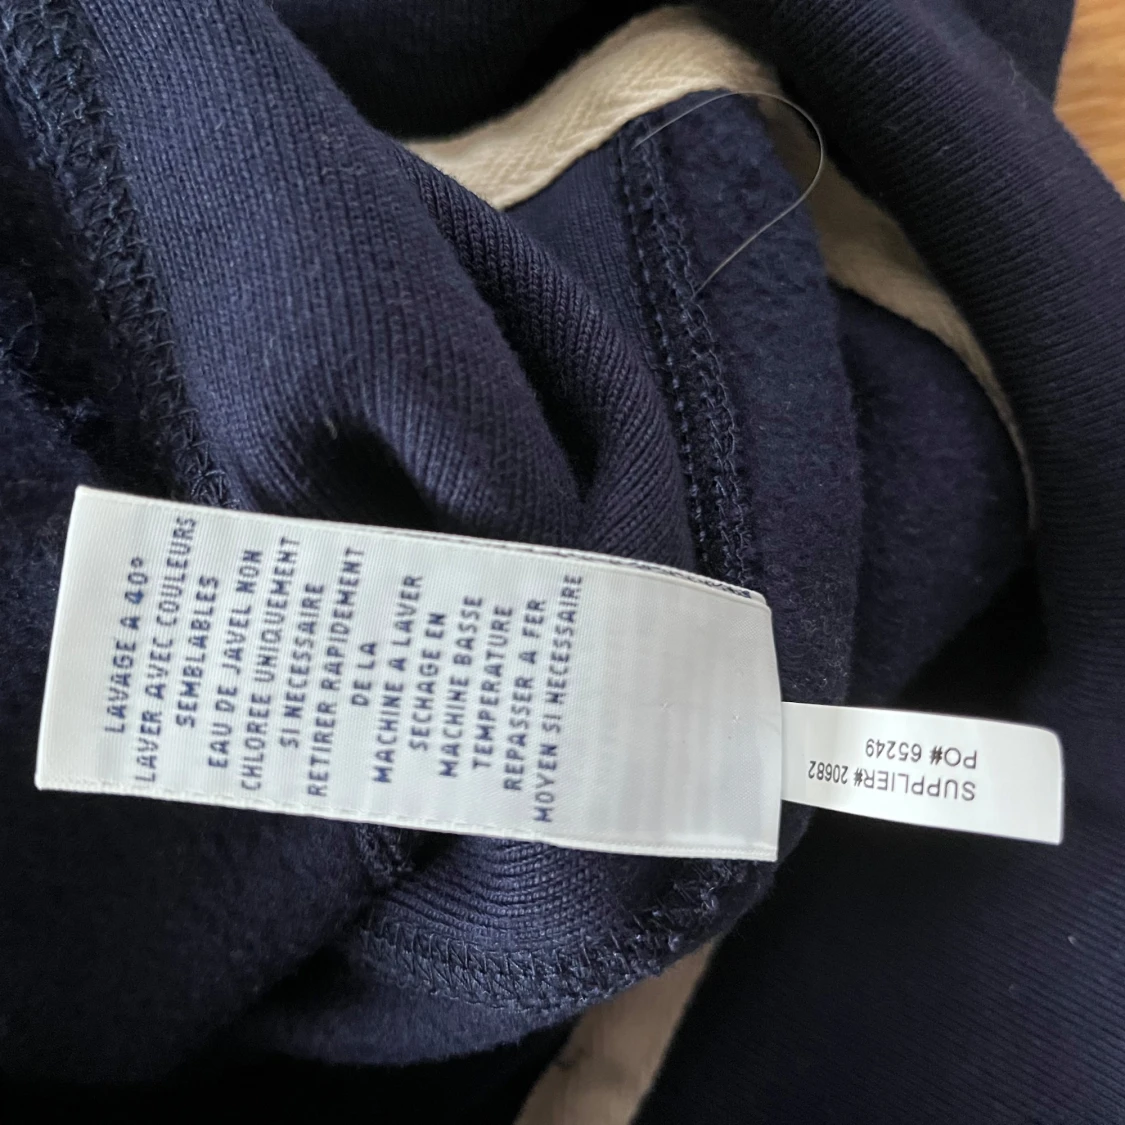 LAVAGE A 40°
LAVER AVEC COULEURS
SEMBLABLES
EAU DE JAVEL NON
CHLOREE UNIQUEMENT
SI NECESSAIRE
RETIRER RAPIDEMENT
DE LA
MACHINE A LAVER
SECHAGE EN
MACHINE BASSE
TEMPERATURE
REPASSER A FER
MOYEN SI NECESSAIRE
SUPPLIER# 20682
PO# 65249